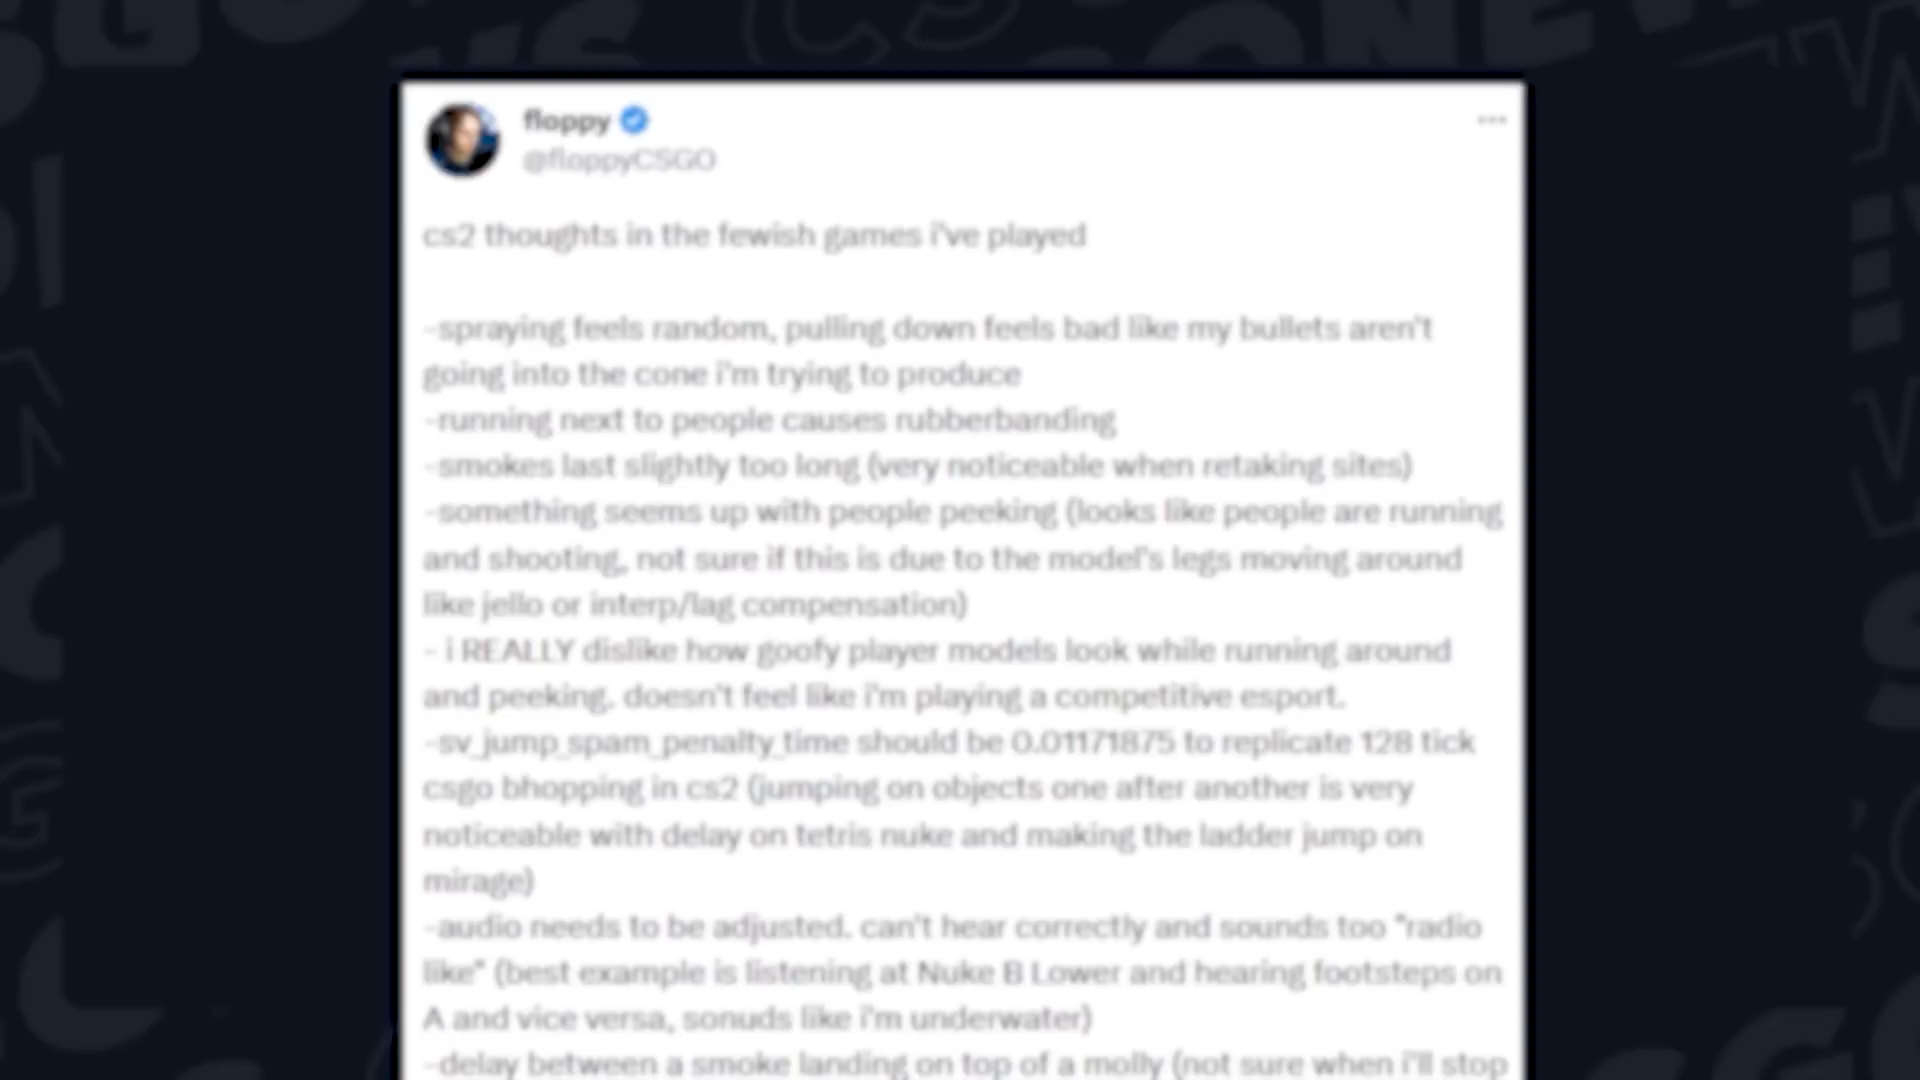 floppy
@floppyCSGO
cs2 thoughts in the fewish games i've played
-spraying feels random, pulling down feels bad like my bullets aren't
going into the cone i'm trying to produce
-running next to people causes rubberbanding
-smokes last slightly too long (very noticeable when retaking sites)
-something seems up with people peeking (looks like people are running
and shooting, not sure if this is due to the model's legs moving around
like jello or interp/lag compensation)
- i REALLY dislike how goofy player models look while running around
and peeking. doesn't feel like i'm playing a competitive esport.
-sv_jump_spam_penalty_time should be 0.01171875 to replicate 128 tick
csgo bhopping in cs2 (jumping on objects one after another is very
noticeable with delay on tetris nuke and making the ladder jump on
mirage)
-audio needs to be adjusted. can't hear correctly and sounds too "radio
like" (best example is listening at Nuke B Lower and hearing footsteps on
A and vice versa, sonuds like i'm underwater)
-delay between a smoke landing on top of a molly (not sure when i'll stop